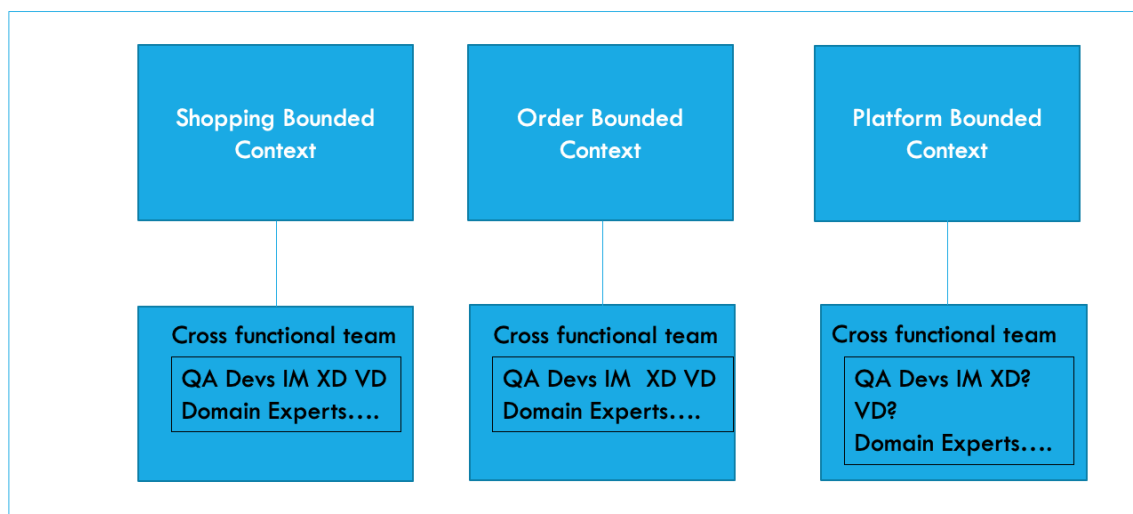 Shopping Bounded
Context
Order Bounded
Context
Platform Bounded
Context
Cross functional team
QA Devs IM XD VD
Domain Experts....
Cross functional team
QA Devs IM  XD VD
Domain Experts....
Cross functional team
QA Devs IM XD?
VD?
Domain Experts....